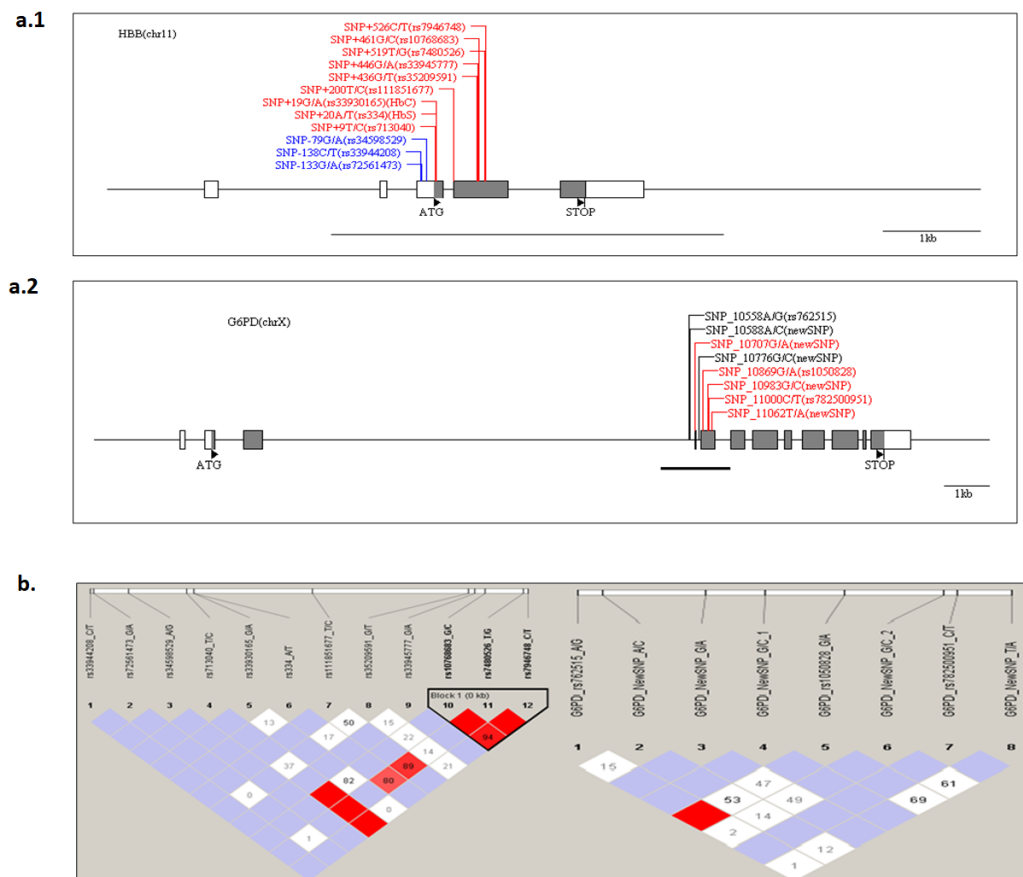 a.1
HBB(chr11)
SNP+526C/T(rs7946748)
SNP+461G/C(rs10768683)
SNP+519T/G(rs7480526)
SNP+446G/A(rs33945777)
SNP+436G/T(rs35209591)
SNP+200T/C(rs111851677)
SNP+19G/A(rs33930165)(HbC)
SNP+20A/T(rs334)(HbS)
SNP+9T/C(rs713040)
SNP-79G/A(rs34598529)
SNP-138C/T(rs33944208)
SNP-133G/A(rs72561473)
ATG
STOP
1kb
a.2
G6PD(chrX)
SNP_10558A/G(rs762515)
SNP_10588A/C(newSNP)
SNP_10707G/A(newSNP)
SNP_10776G/C(newSNP)
SNP_10869G/A(rs1050828)
SNP_10983G/C(newSNP)
SNP_11000C/T(rs782500951)
SNP_11062T/A(newSNP)
ATG
STOP
1kb
b.
rs33944208_C/T
rs72561473_G/A
rs34598529_A/G
rs713040_T/C
rs33930165_G/A
rs334_A/T
rs111851677_T/C
rs35209591_G/T
rs33945777_G/A
rs10768683_G/C
rs7480526_T/G
rs7946748_C/T
Block 1 (0 kb)
1 2 3 4 5 6 7 8 9 10 11 12
13 50 15
17 22 94
14
37 89 21
82 80
0
0
1
G6PD_rs762515_A/G
G6PD_NewSNP_A/C
G6PD_NewSNP_G/A
G6PD_NewSNP_G/C_1
G6PD_rs1050828_G/A
G6PD_NewSNP_G/C_2
G6PD_rs782500951_C/T
G6PD_NewSNP_T/A
1 2 3 4 5 6 7 8
15
47 61
53 49 69
14
2
12
1